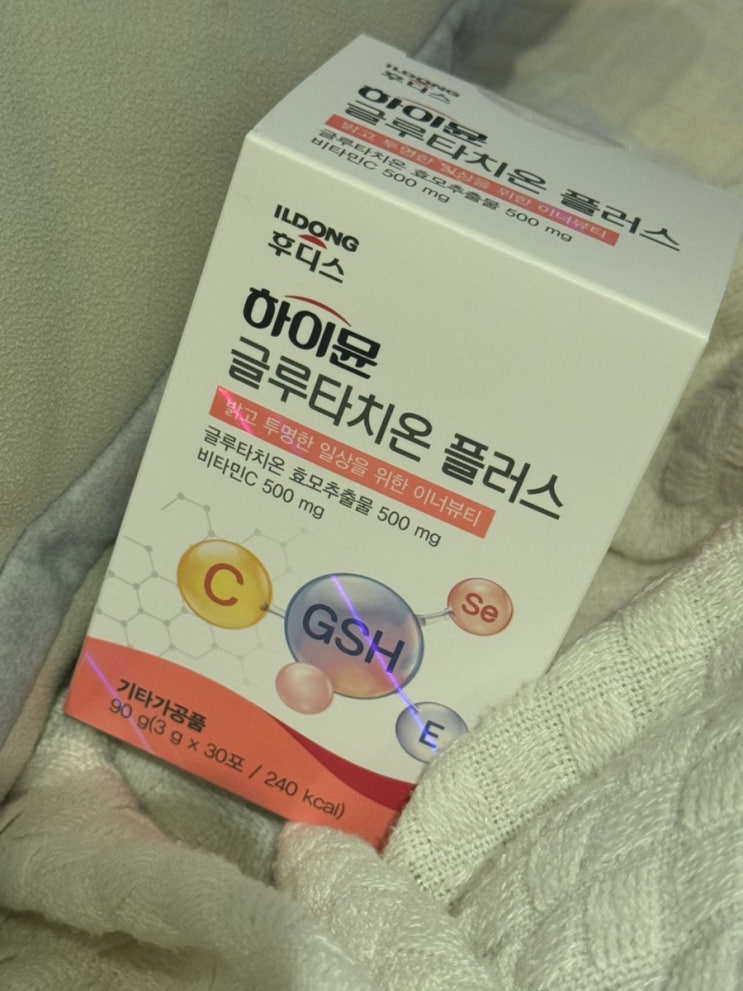 ILDONG
후디스
하이뮨
글루타치온 플러스
밝고 투명한 일상을 위한 이너뷰티
글루타치온 효모추출물 500 mg
비타민C 500 mg
ILDONG
후디스
하이뮨
글루타치온 플러스
밝고 투명한 일상을 위한 이너뷰티
글루타치온 효모추출물 500 mg
비타민C 500 mg
C
GSH
Se
E
기타가공품
90 g(3 g x 30포 / 240 kcal)